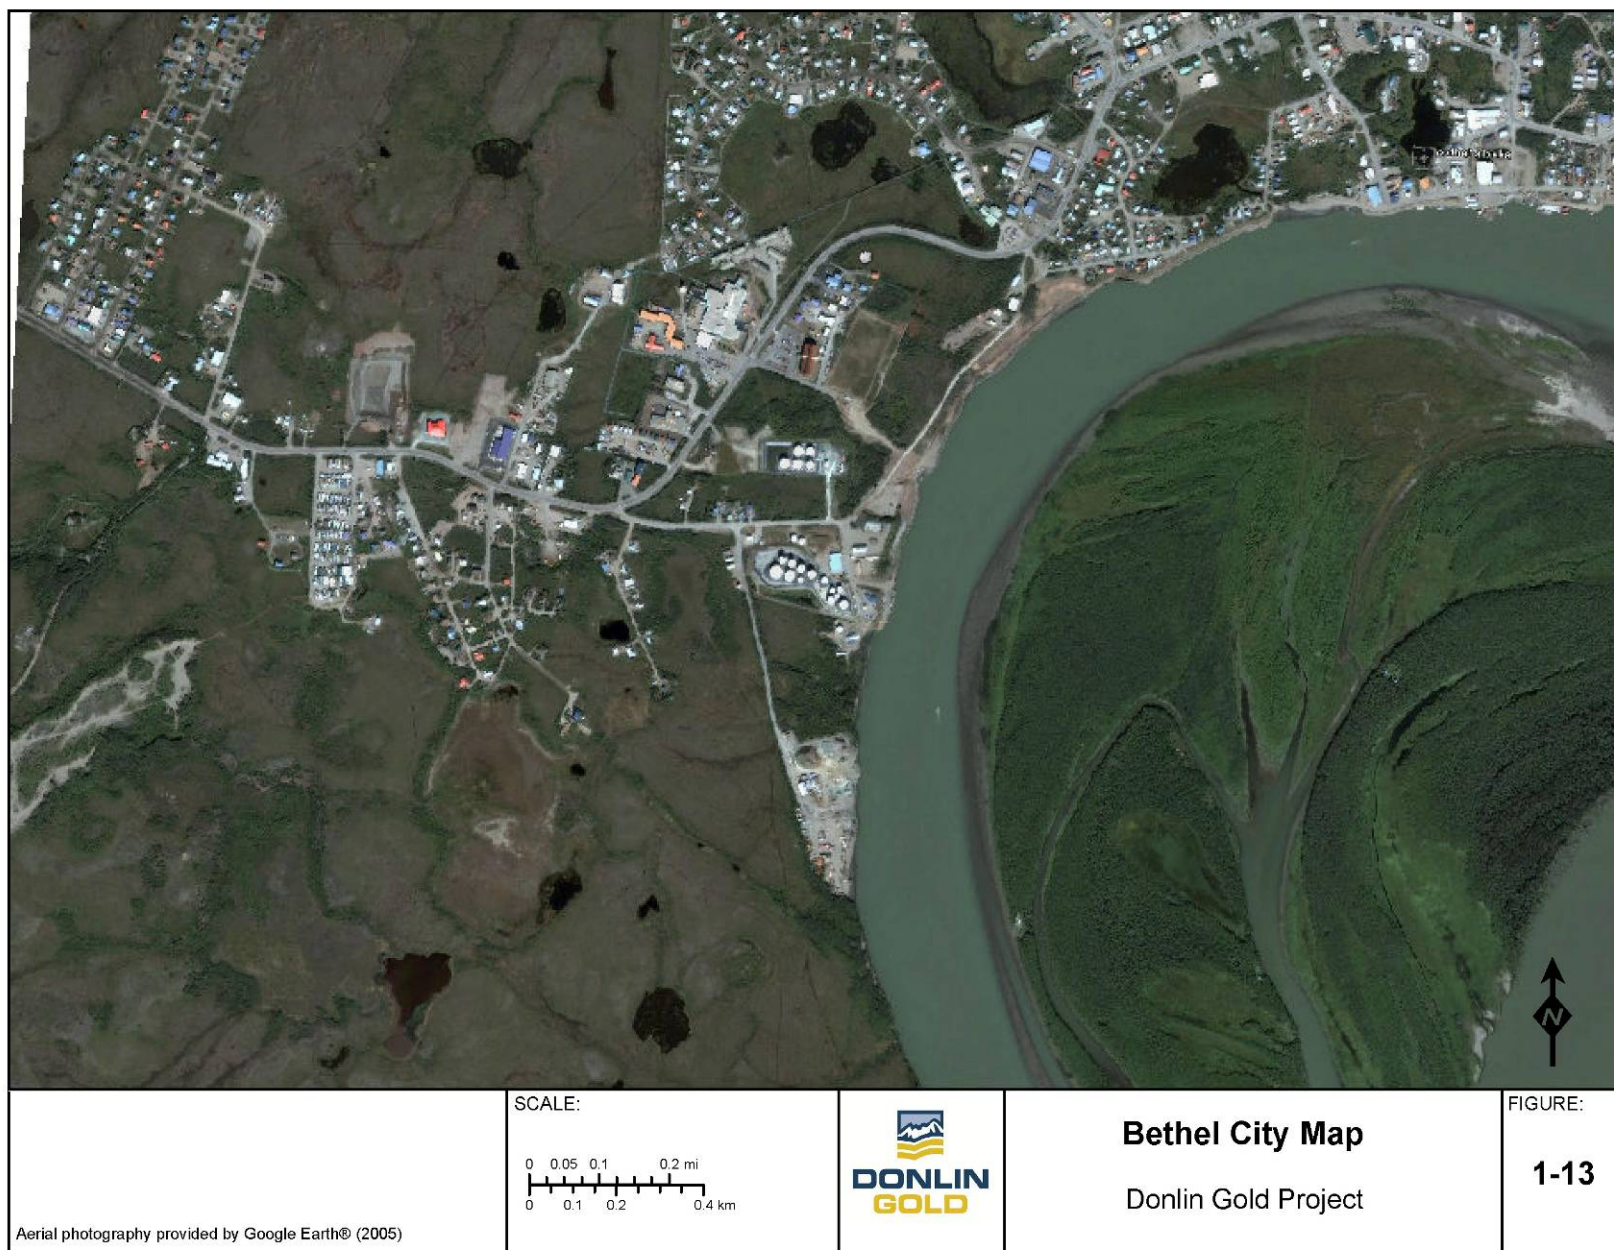 N
Aerial photography provided by Google Earth® (2005)
SCALE:
0 0.05 0.1 0.2 mi
0 0.1 0.2 0.4 km
DONLIN
GOLD
Bethel City Map
Donlin Gold Project
FIGURE:
1-13